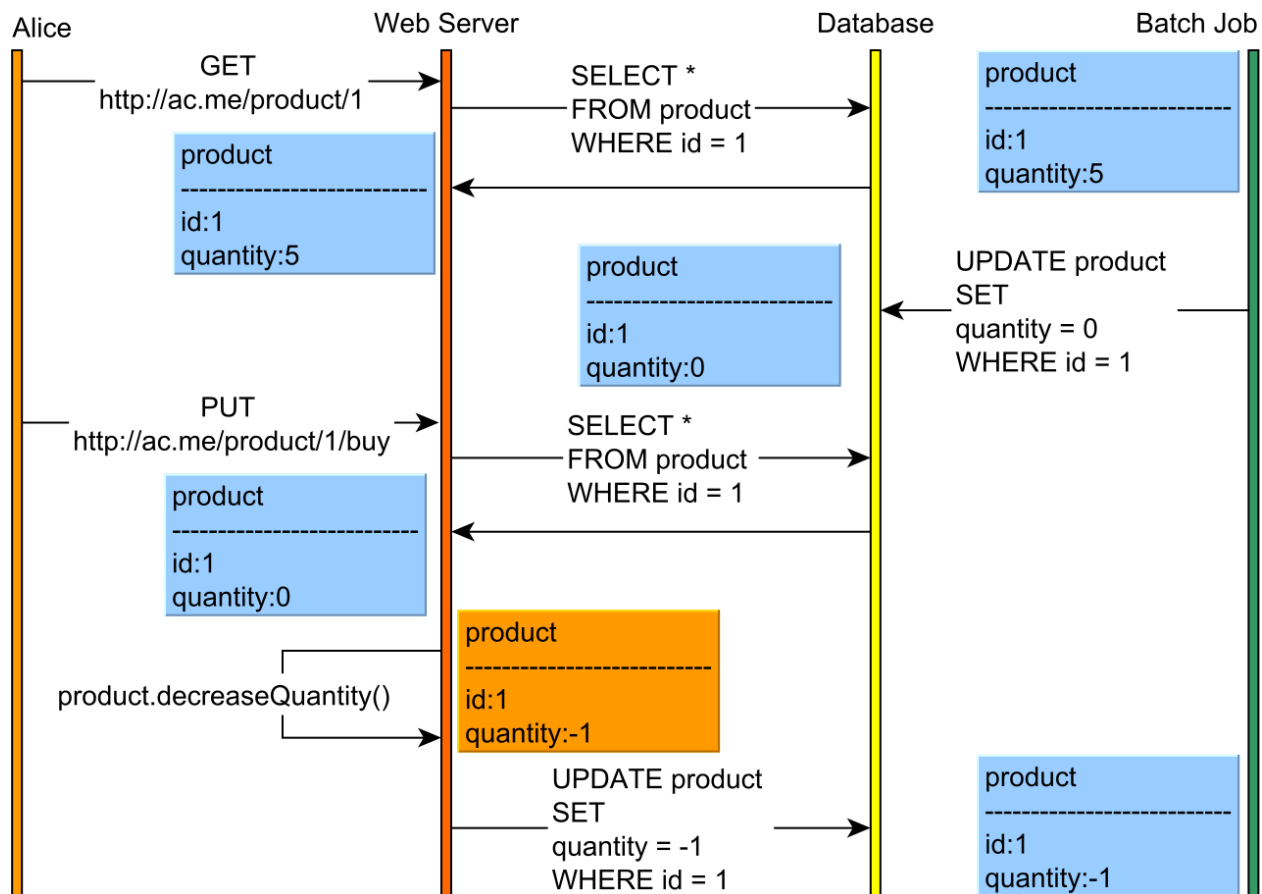 Alice
Web Server
Database
Batch Job
GET
http://ac.me/product/1
SELECT *
FROM product
WHERE id = 1
product
---------------------------
id:1
quantity:5
product
---------------------------
id:1
quantity:5
product
---------------------------
id:1
quantity:0
UPDATE product
SET
quantity = 0
WHERE id = 1
PUT
http://ac.me/product/1/buy
SELECT *
FROM product
WHERE id = 1
product
---------------------------
id:1
quantity:0
product.decreaseQuantity()
product
---------------------------
id:1
quantity:-1
UPDATE product
SET
quantity = -1
WHERE id = 1
product
---------------------------
id:1
quantity:-1